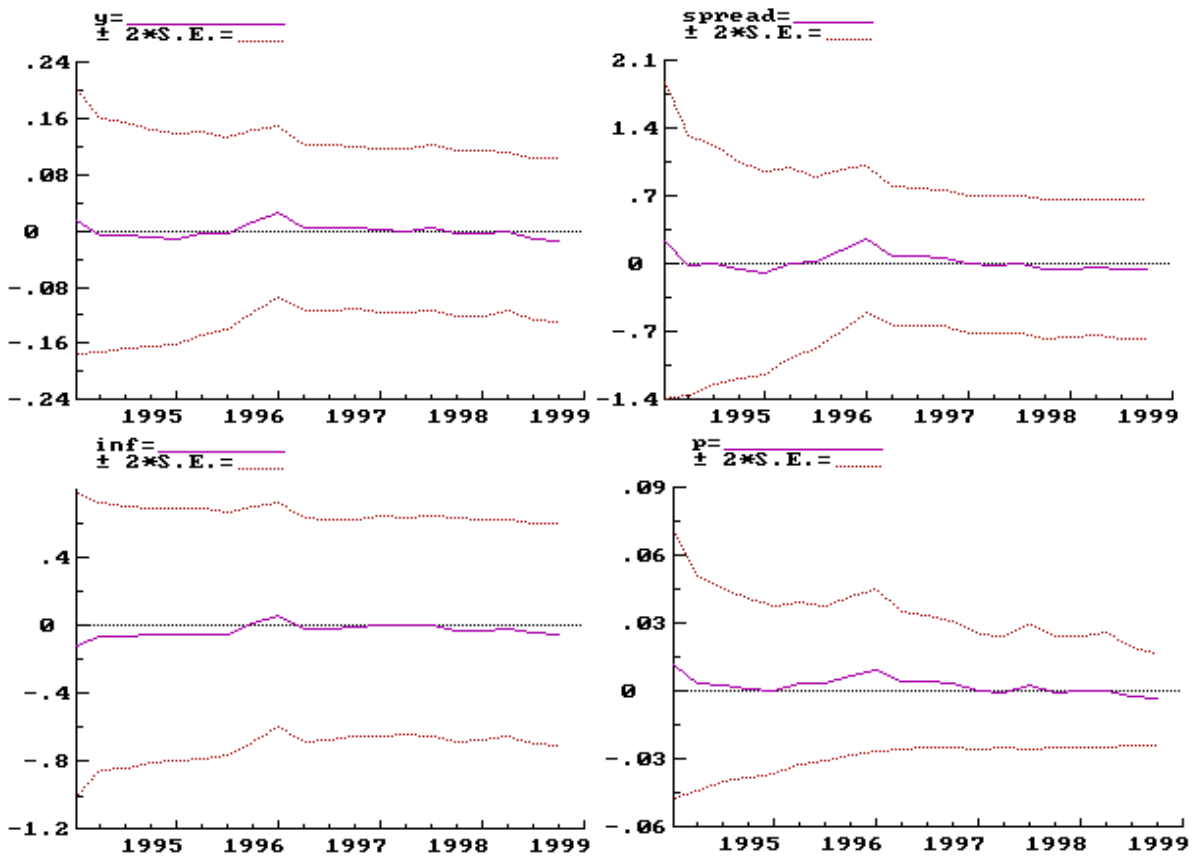 y=
± 2*S.E.=
.24
.16
.08
0
-.08
-.16
-.24
1995 1996 1997 1998 1999
spread=
± 2*S.E.=
2.1
1.4
.7
0
-.7
-1.4
1995 1996 1997 1998 1999
inf=
± 2*S.E.=
.4
0
-.4
-.8
-1.2
1995 1996 1997 1998 1999
p=
± 2*S.E.=
.09
.06
.03
0
-.03
-.06
1995 1996 1997 1998 1999